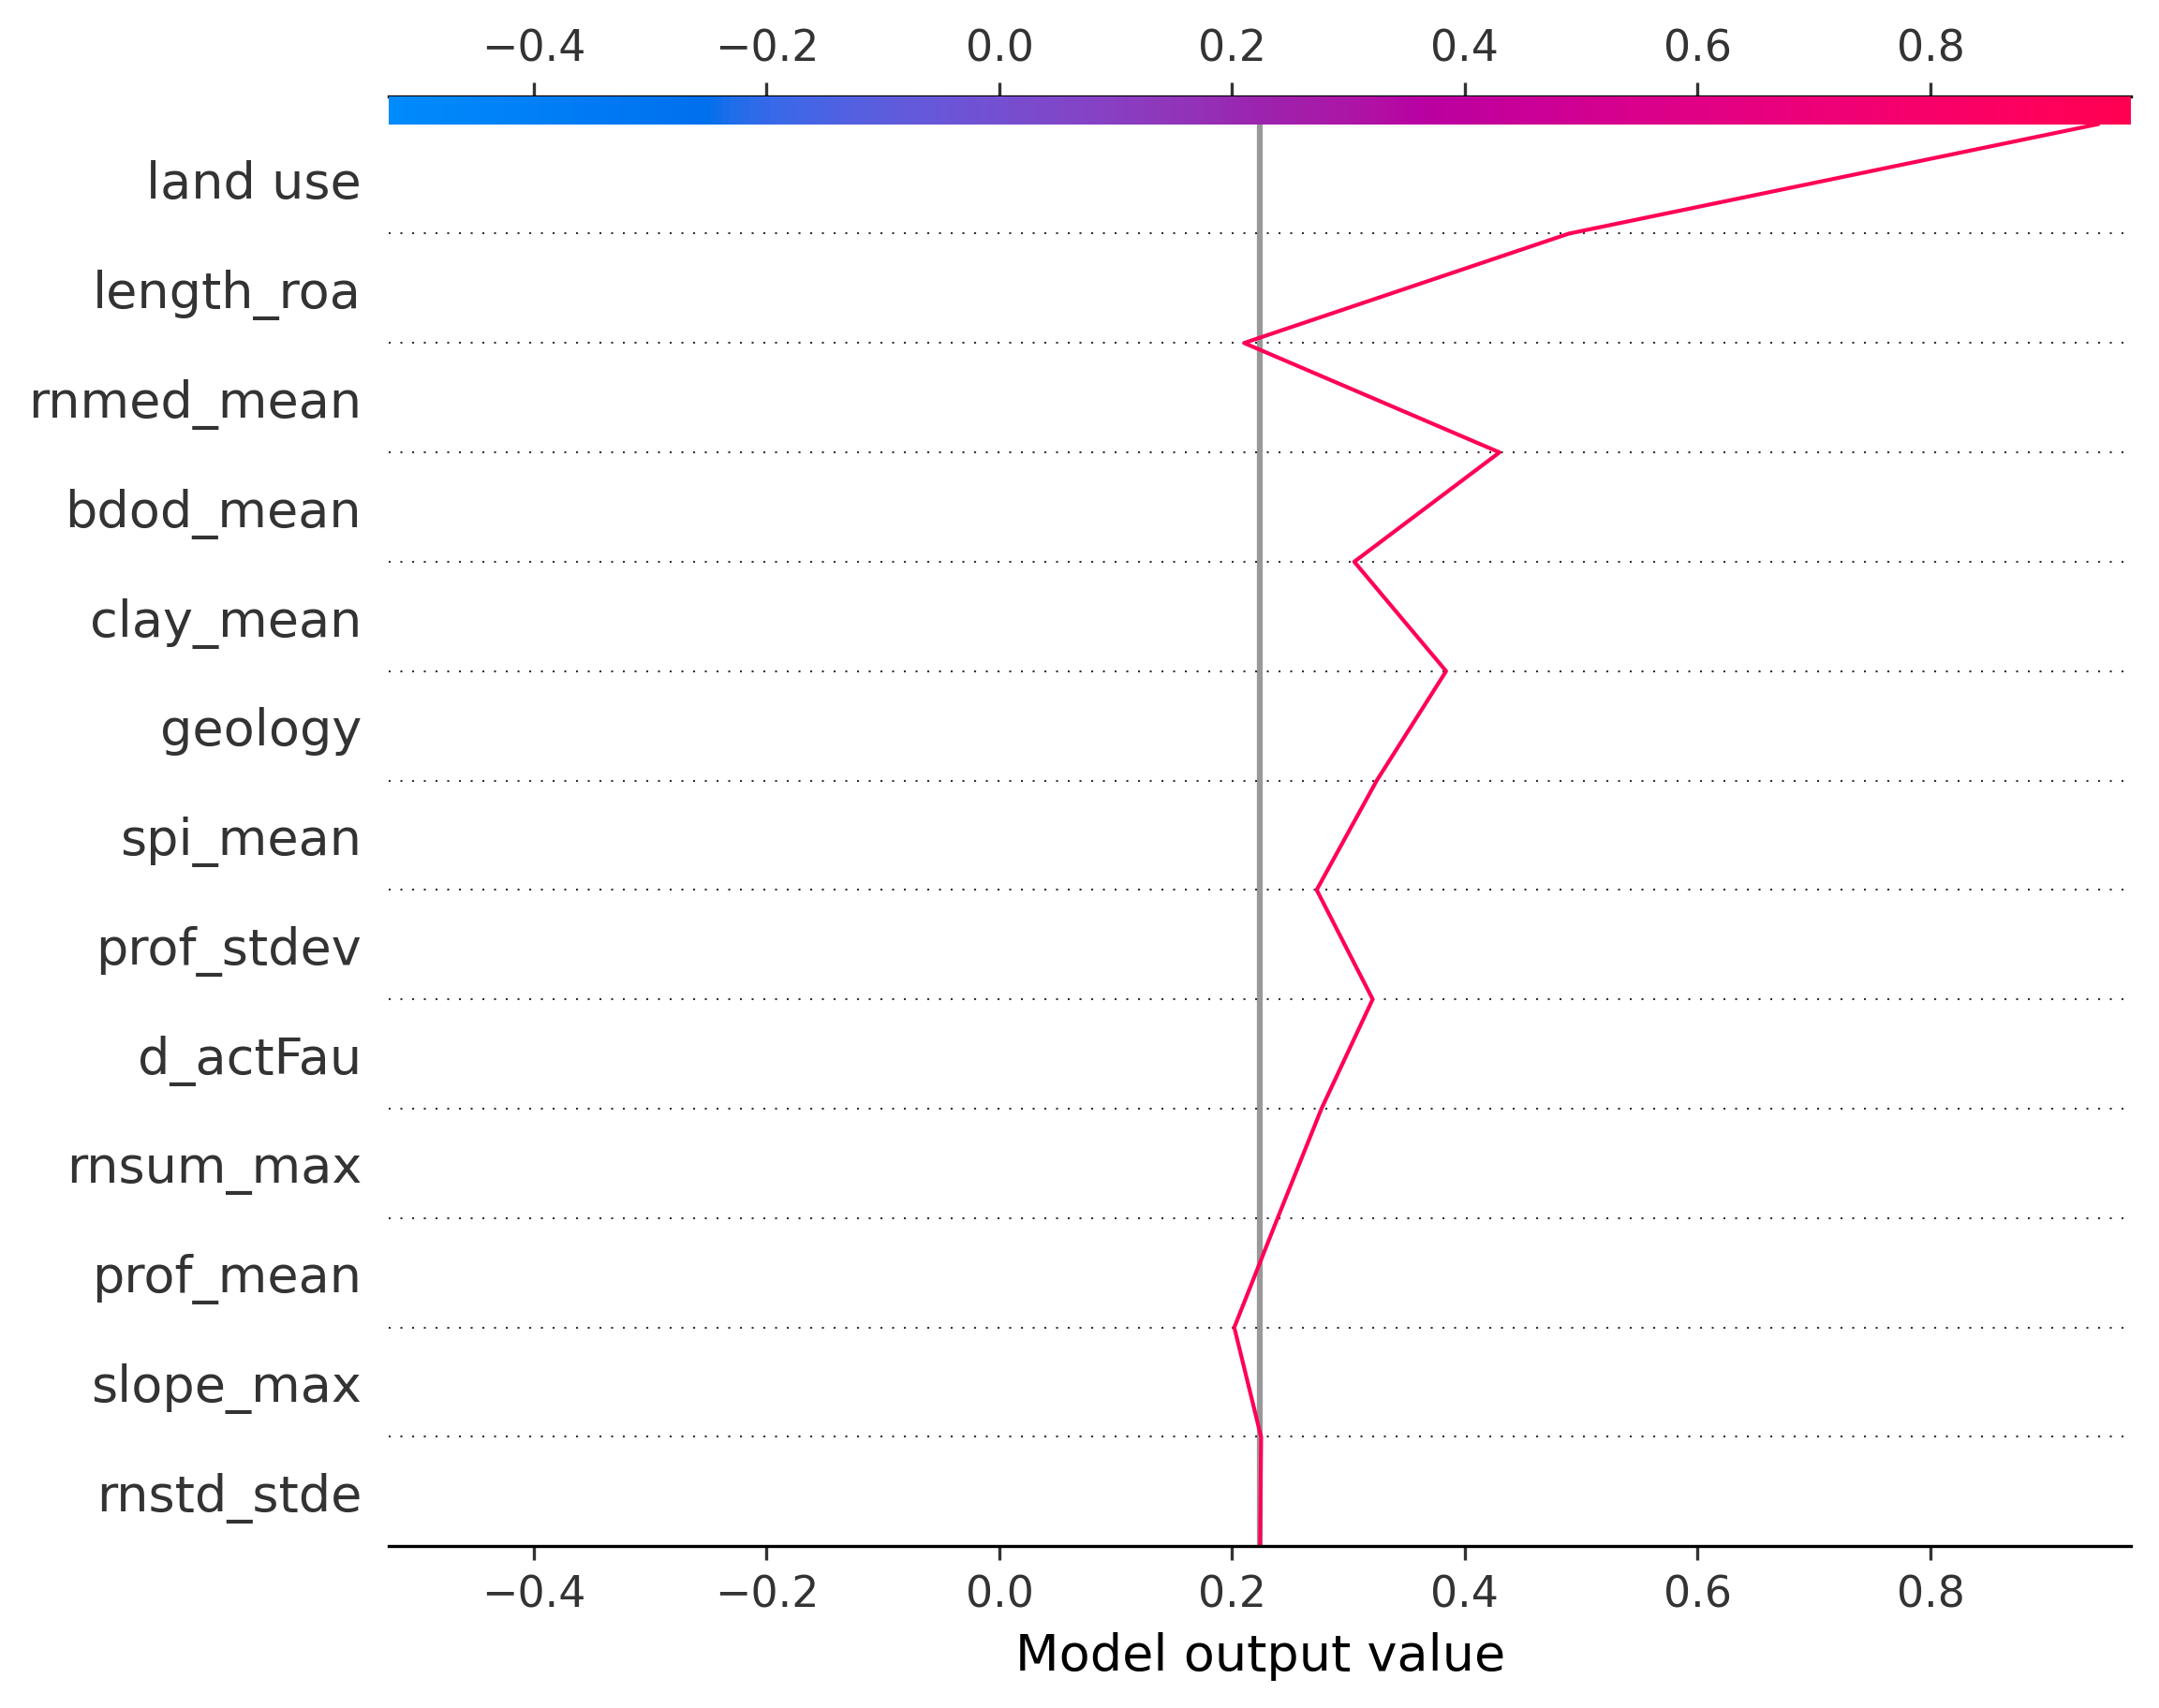 −0.4 −0.2 0.0 0.2 0.4 0.6 0.8
land use
length_roa
rnmed_mean
bdod_mean
clay_mean
geology
spi_mean
prof_stdev
d_actFau
rnsum_max
prof_mean
slope_max
rnstd_stde
−0.4 −0.2 0.0 0.2 0.4 0.6 0.8
Model output value